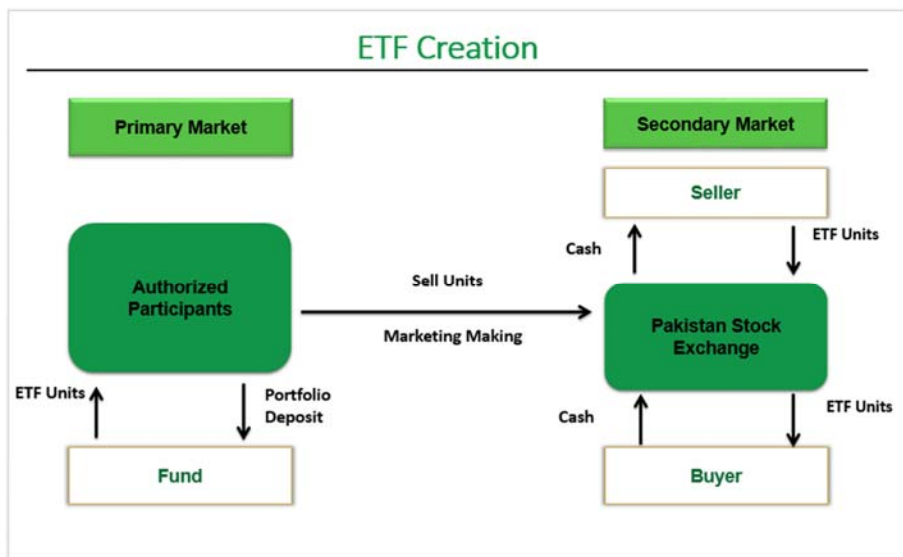 ETF Creation
Primary Market
Secondary Market
Seller
Cash
ETF Units
Authorized
Participants
Sell Units
Marketing Making
Pakistan Stock
Exchange
ETF Units
Portfolio
Deposit
Cash
ETF Units
Fund
Buyer